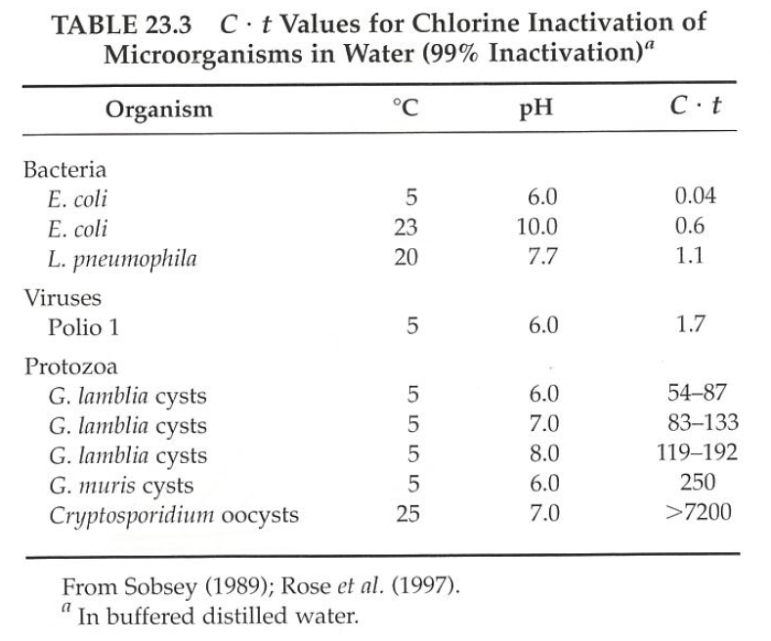 TABLE 23.3 C · t Values for Chlorine Inactivation of
Microorganisms in Water (99% Inactivation)ᵃ
Organism °C pH C · t
Bacteria
E. coli 5 6.0 0.04
E. coli 23 10.0 0.6
L. pneumophila 20 7.7 1.1
Viruses
Polio 1 5 6.0 1.7
Protozoa
G. lamblia cysts 5 6.0 54–87
G. lamblia cysts 5 7.0 83–133
G. lamblia cysts 5 8.0 119–192
G. muris cysts 5 6.0 250
Cryptosporidium oocysts 25 7.0 >7200
From Sobsey (1989); Rose et al. (1997).
ᵃ In buffered distilled water.